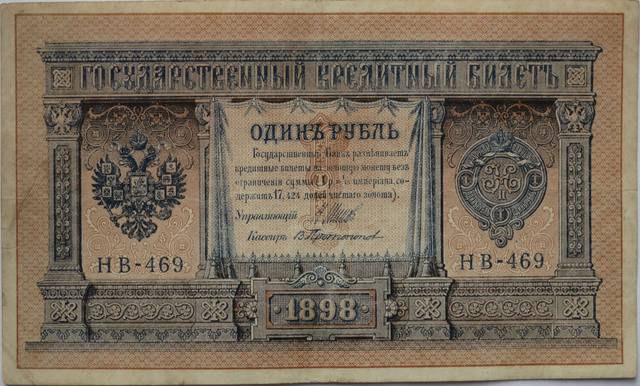 ГОСУДАРСТВЕННЫЙ КРЕДИТНЫЙ БИЛЕТЪ
ОДИНЪ РУБЛЬ
Государственный Банкъ размѣниваетъ
кредитные билеты на золотую монету безъ
ограниченія суммы (1 р. = 1/15 имперіала, со-
держитъ 17,424 долей чистаго золота).
Управляющій
Кассиръ
НВ-469
НВ-469
1
1898